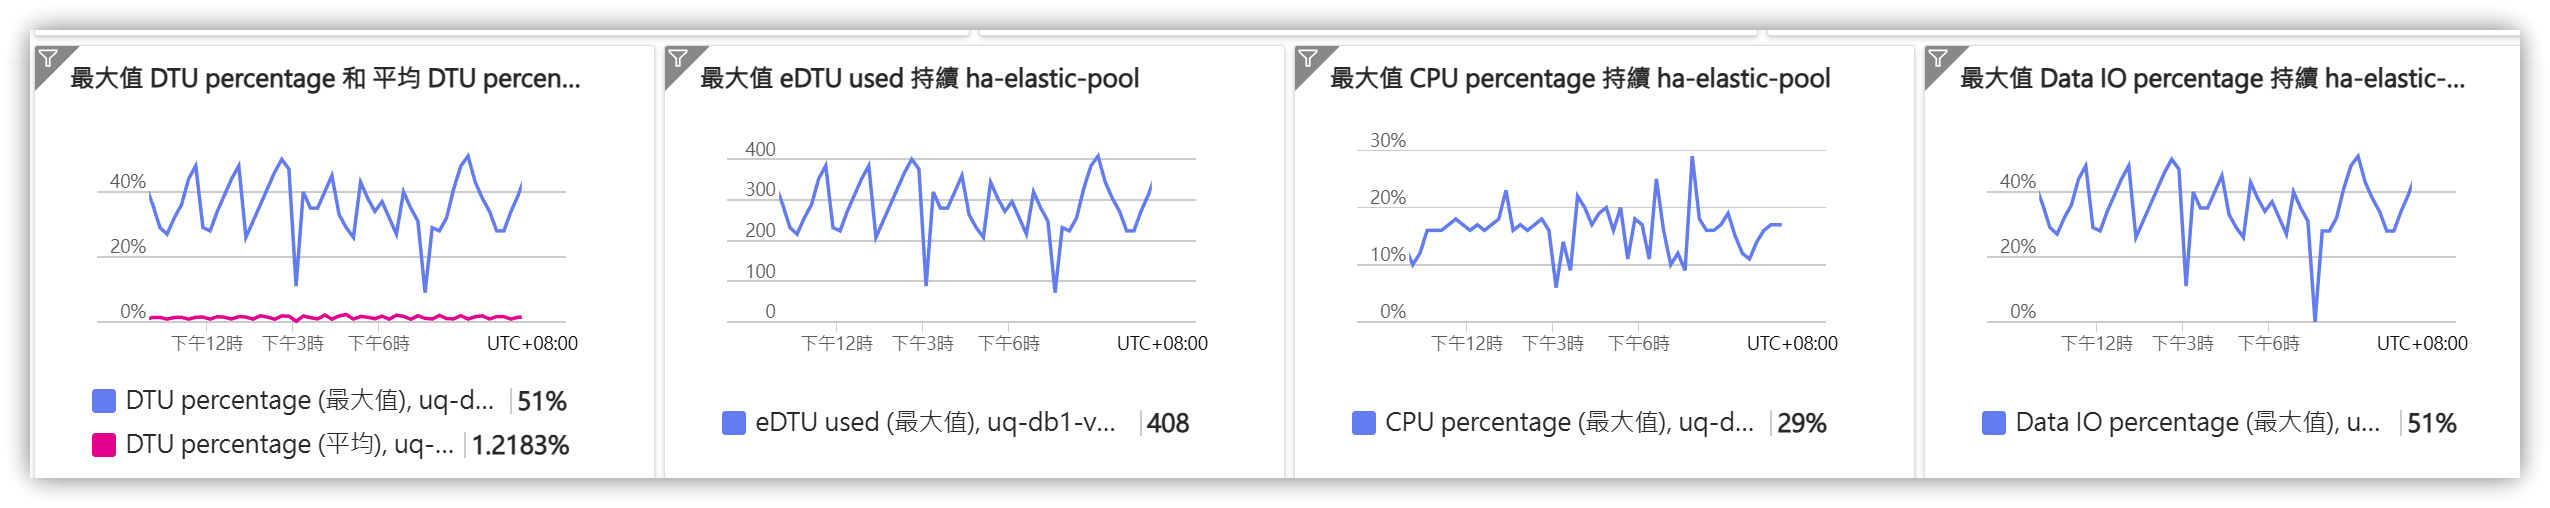 最大值 DTU percentage 和 平均 DTU percen...
40%
20%
0%
下午12時 下午3時 下午6時 UTC+08:00
DTU percentage (最大值), uq-d... 51%
DTU percentage (平均), uq-... 1.2183%
最大值 eDTU used 持續 ha-elastic-pool
400
300
200
100
0
下午12時 下午3時 下午6時 UTC+08:00
eDTU used (最大值), uq-db1-v... 408
最大值 CPU percentage 持續 ha-elastic-pool
30%
20%
10%
0%
下午12時 下午3時 下午6時 UTC+08:00
CPU percentage (最大值), uq-d... 29%
最大值 Data IO percentage 持續 ha-elastic-...
40%
20%
0%
下午12時 下午3時 下午6時 UTC+08:00
Data IO percentage (最大值), u... 51%